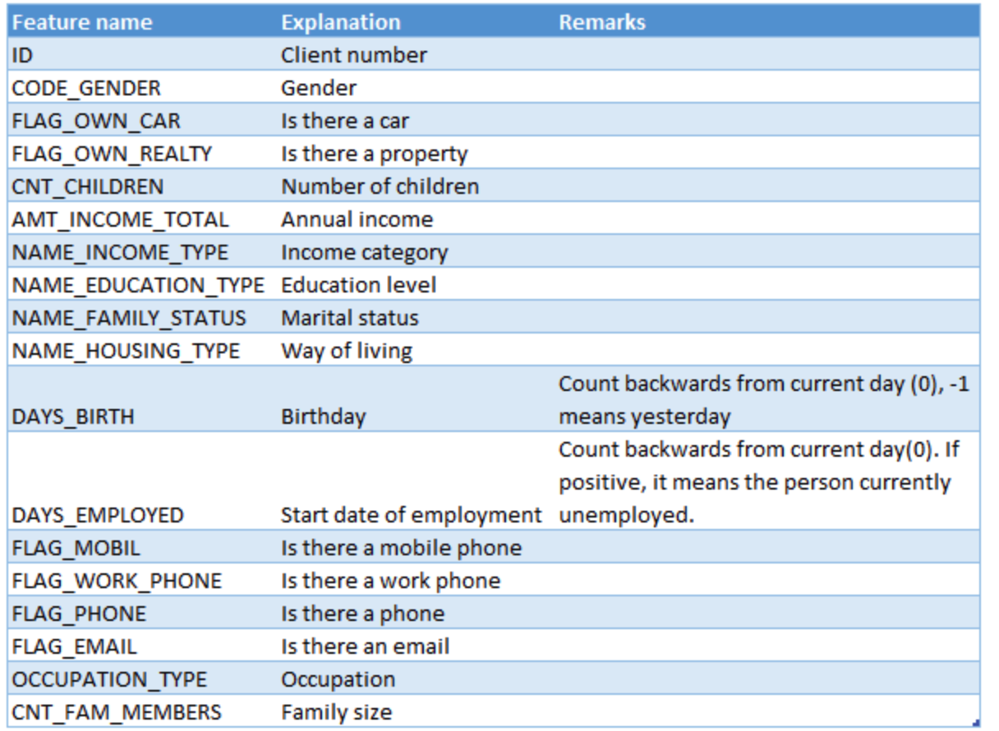 Feature name Explanation Remarks
ID Client number
CODE_GENDER Gender
FLAG_OWN_CAR Is there a car
FLAG_OWN_REALTY Is there a property
CNT_CHILDREN Number of children
AMT_INCOME_TOTAL Annual income
NAME_INCOME_TYPE Income category
NAME_EDUCATION_TYPE Education level
NAME_FAMILY_STATUS Marital status
NAME_HOUSING_TYPE Way of living
Count backwards from current day (0), -1
DAYS_BIRTH Birthday means yesterday
Count backwards from current day(0). If
positive, it means the person currently
DAYS_EMPLOYED Start date of employment unemployed.
FLAG_MOBIL Is there a mobile phone
FLAG_WORK_PHONE Is there a work phone
FLAG_PHONE Is there a phone
FLAG_EMAIL Is there an email
OCCUPATION_TYPE Occupation
CNT_FAM_MEMBERS Family size